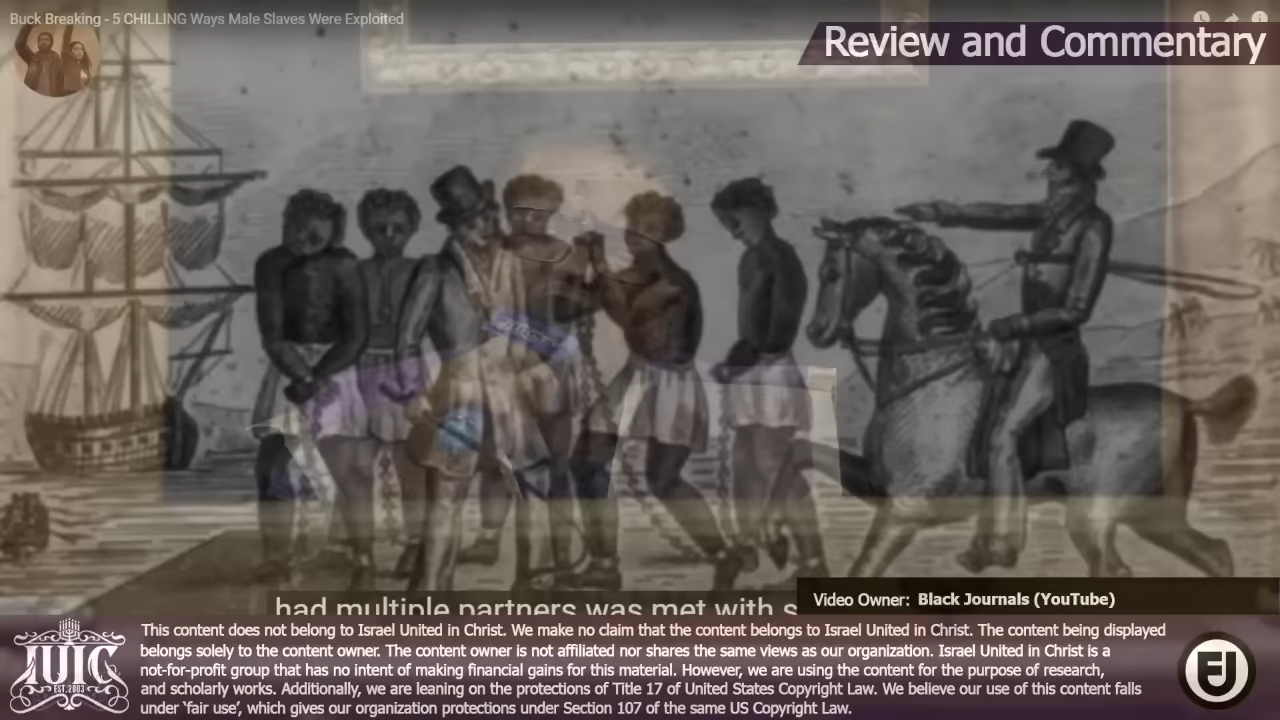 Buck Breaking - 5 CHILLING Ways Male Slaves Were Exploited
Review and Commentary
had multiple partners was met with s
Video Owner: Black Journals (YouTube)
This content does not belong to Israel United in Christ. We make no claim that the content belongs to Israel United in Christ. The content being displayed
belongs solely to the content owner. The content owner is not affiliated nor shares the same views as our organization. Israel United in Christ is a
not-for-profit group that has no intent of making financial gains for this material. However, we are using the content for the purpose of research,
and scholarly works. Additionally, we are leaning on the protections of Title 17 of United States Copyright Law. We believe our use of this content falls
under ‘fair use’, which gives our organization protections under Section 107 of the same US Copyright Law.
IUIC
EST.2003